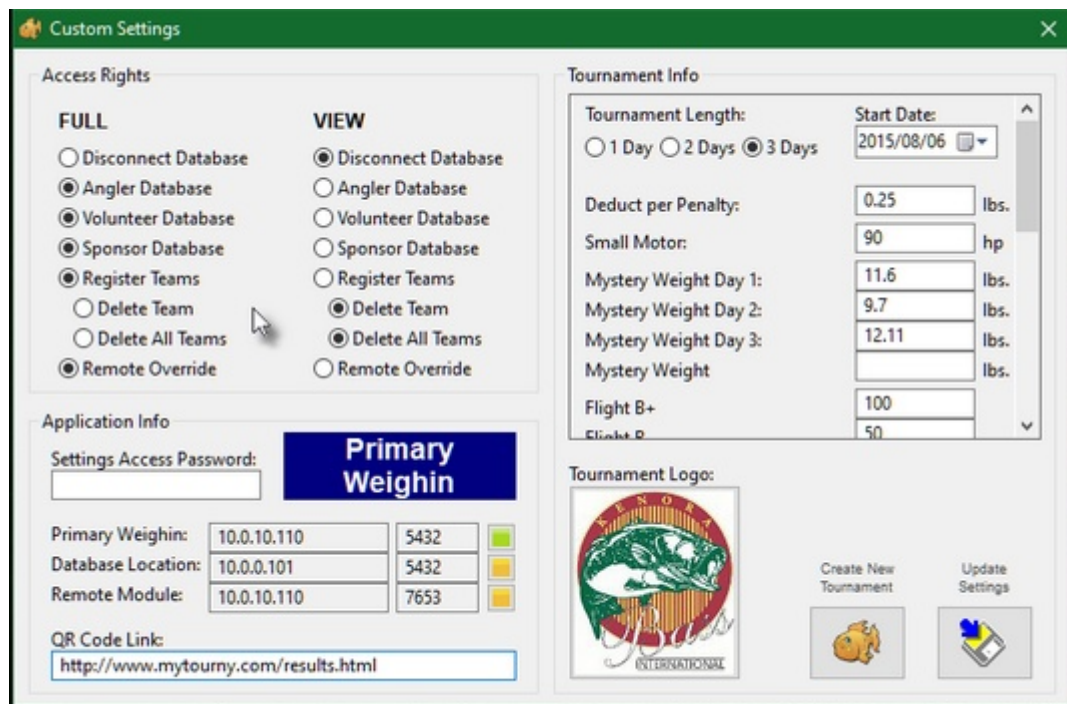 Custom Settings
Access Rights
FULL
VIEW
Disconnect Database
Disconnect Database
Angler Database
Angler Database
Volunteer Database
Volunteer Database
Sponsor Database
Sponsor Database
Register Teams
Register Teams
Delete Team
Delete Team
Delete All Teams
Delete All Teams
Remote Override
Remote Override
Application Info
Settings Access Password:
Primary
Weighin
Primary Weighin: 10.0.10.110 5432
Database Location: 10.0.0.101 5432
Remote Module: 10.0.10.110 7653
QR Code Link:
http://www.mytourny.com/results.html
Tournament Info
Tournament Length: Start Date:
1 Day 2 Days 3 Days 2015/08/06
Deduct per Penalty: 0.25 lbs.
Small Motor: 90 hp
Mystery Weight Day 1: 11.6 lbs.
Mystery Weight Day 2: 9.7 lbs.
Mystery Weight Day 3: 12.11 lbs.
Mystery Weight lbs.
Flight B+ 100
Flight B 50
Tournament Logo:
KENORA
Bass
INTERNATIONAL
Create New
Tournament
Update
Settings